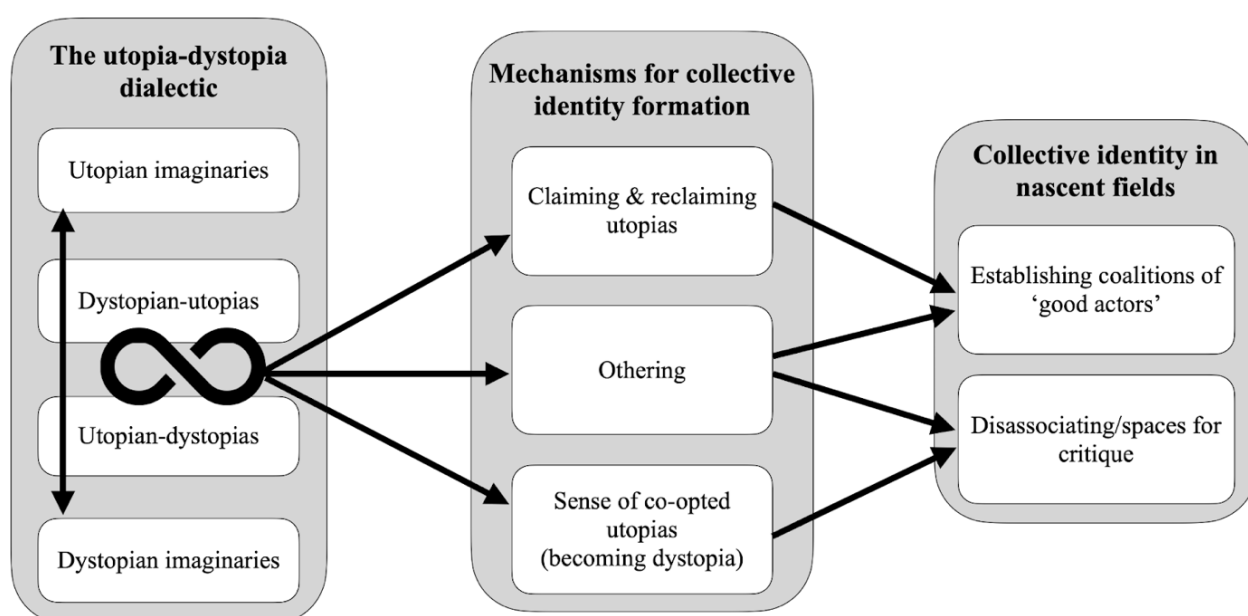 The utopia-dystopia
dialectic
Utopian imaginaries
Dystopian-utopias
Utopian-dystopias
Dystopian imaginaries
Mechanisms for collective
identity formation
Claiming & reclaiming
utopias
Othering
Sense of co-opted
utopias
(becoming dystopia)
Collective identity in
nascent fields
Establishing coalitions of
‘good actors’
Disassociating/spaces for
critique